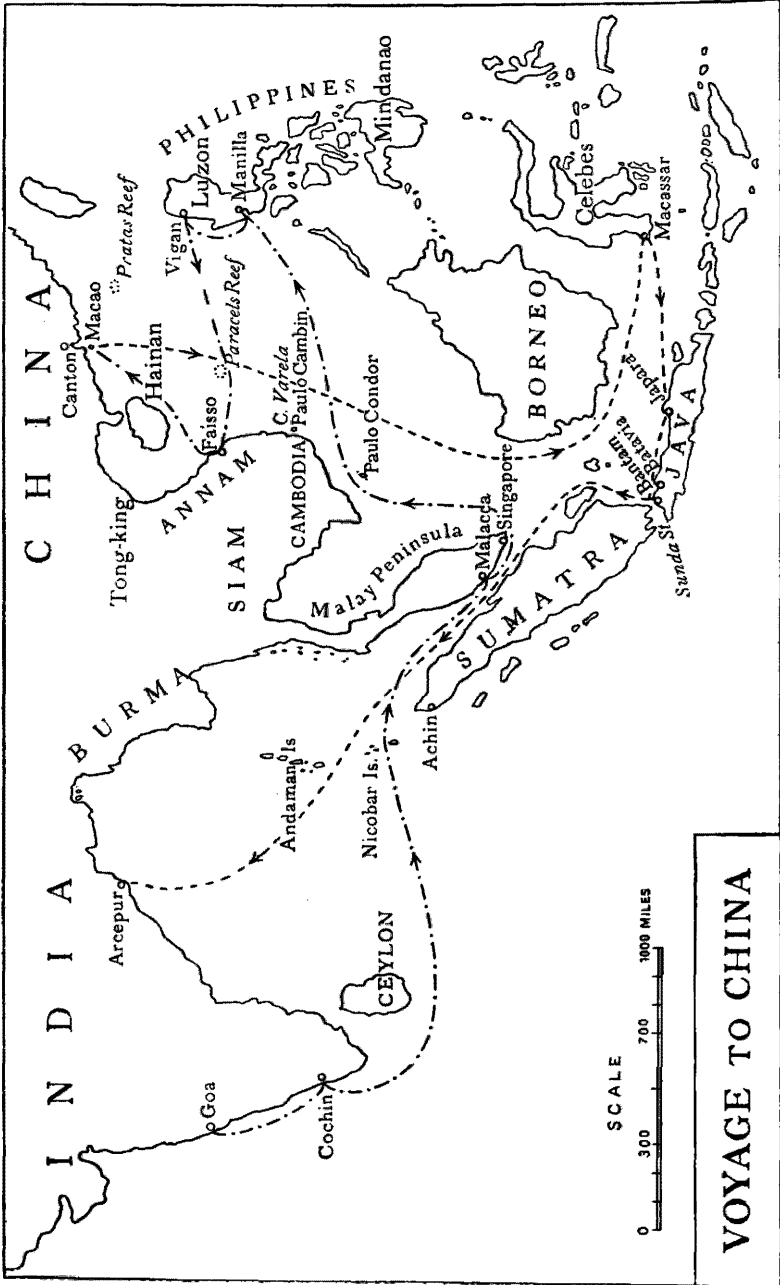 CHINA
INDIA
BURMA
SIAM
ANNAM
Tong-king
Canton
Macao
Hainan
Pratas Reef
PHILIPPINES
Luzon
Vigan
Manilla
Mindanao
Paracels Reef
Faisso
C. Varela
Paulo Cambin
CAMBODIA
Paulo Condor
Malay Peninsula
Malacca
Singapore
BORNEO
Celebes
Macassar
SUMATRA
Achin
Sunda St.
Bantam
Batavia
Japara
JAVA
Arcepur
Andaman Is
Nicobar Is.
CEYLON
Goa
Cochin
SCALE
0 300 700 1000 MILES
VOYAGE TO CHINA